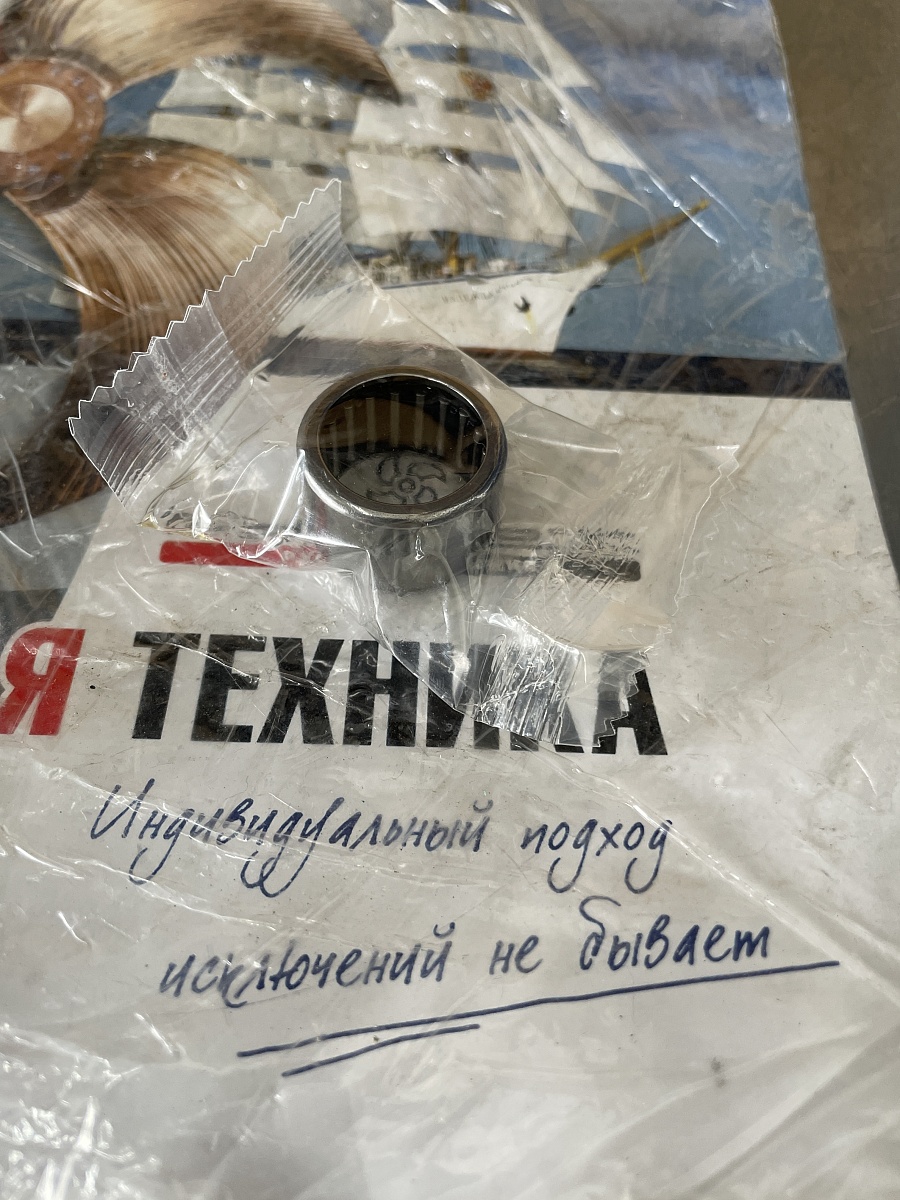 Я ТЕХНИКА
Индивидуальный подход
исключений не бывает